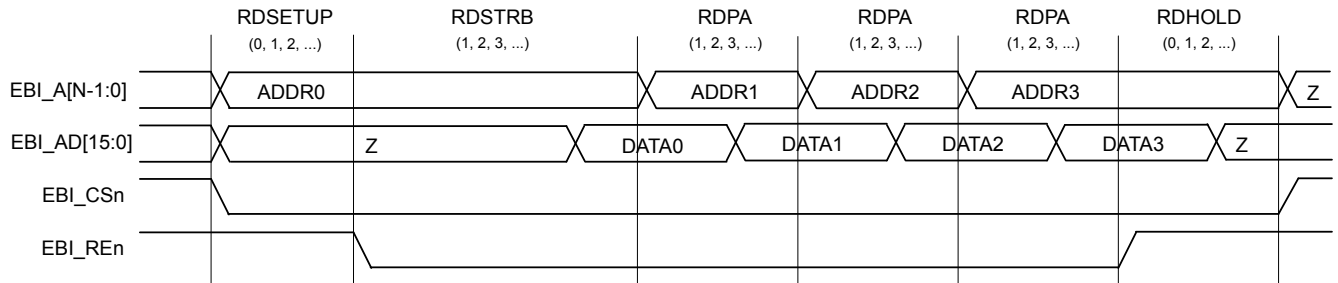 RDSETUP RDSTRB RDPA RDPA RDPA RDHOLD
(0, 1, 2, ...) (1, 2, 3, ...) (1, 2, 3, ...) (1, 2, 3, ...) (1, 2, 3, ...) (0, 1, 2, ...)
EBI_A[N-1:0] ADDR0 ADDR1 ADDR2 ADDR3 Z
EBI_AD[15:0] Z DATA0 DATA1 DATA2 DATA3 Z
EBI_CSn
EBI_REn